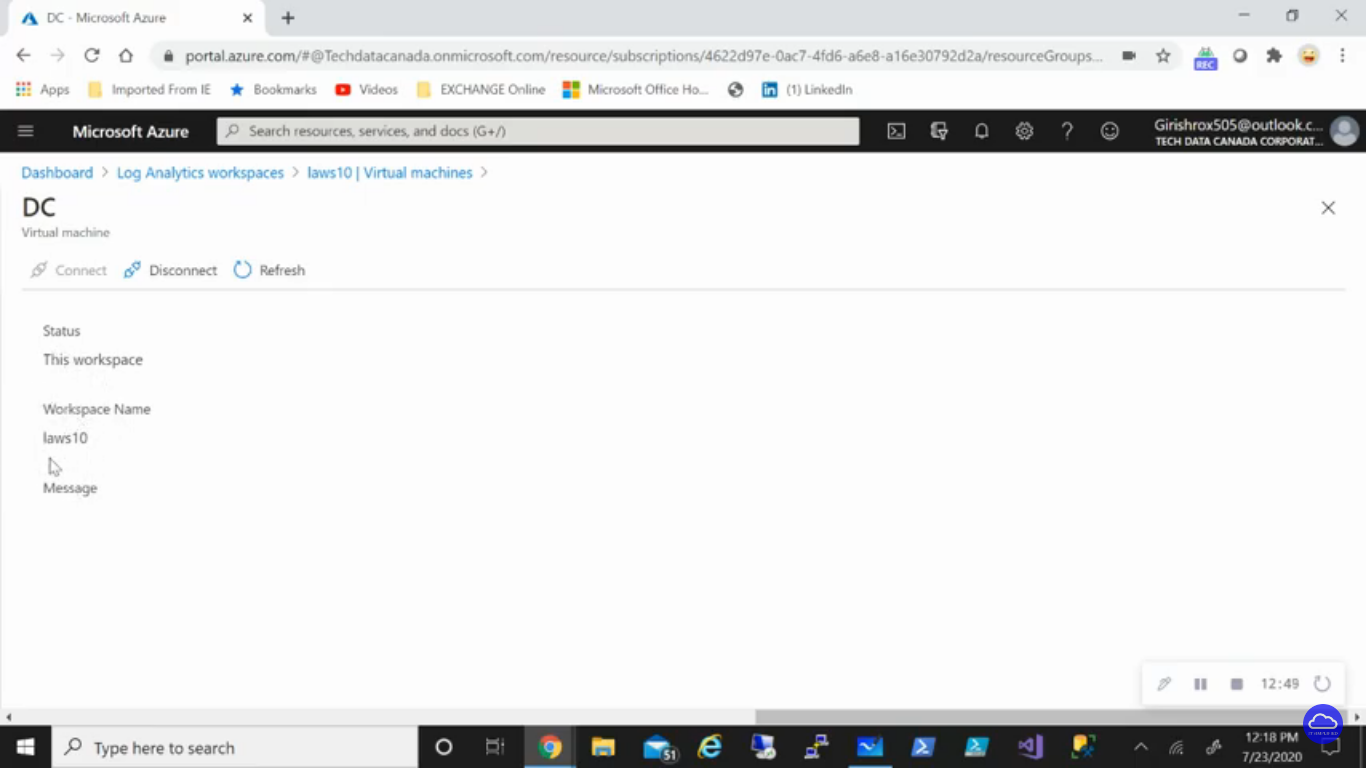 DC - Microsoft Azure
portal.azure.com/#@Techdatacanada.onmicrosoft.com/resource/subscriptions/4622d97e-0ac7-4fd6-a6e8-a16e30792d2a/resourceGroups...
REC
Apps Imported From IE Bookmarks Videos EXCHANGE Online Microsoft Office Ho... (1) LinkedIn
Microsoft Azure Search resources, services, and docs (G+/) Girishrox505@outlook.c...
TECH DATA CANADA CORPORAT...
Dashboard > Log Analytics workspaces > laws10 | Virtual machines >
DC
Virtual machine
Connect Disconnect Refresh
Status
This workspace
Workspace Name
laws10
Message
12:49
Type here to search 51 12:18 PM
7/23/2020